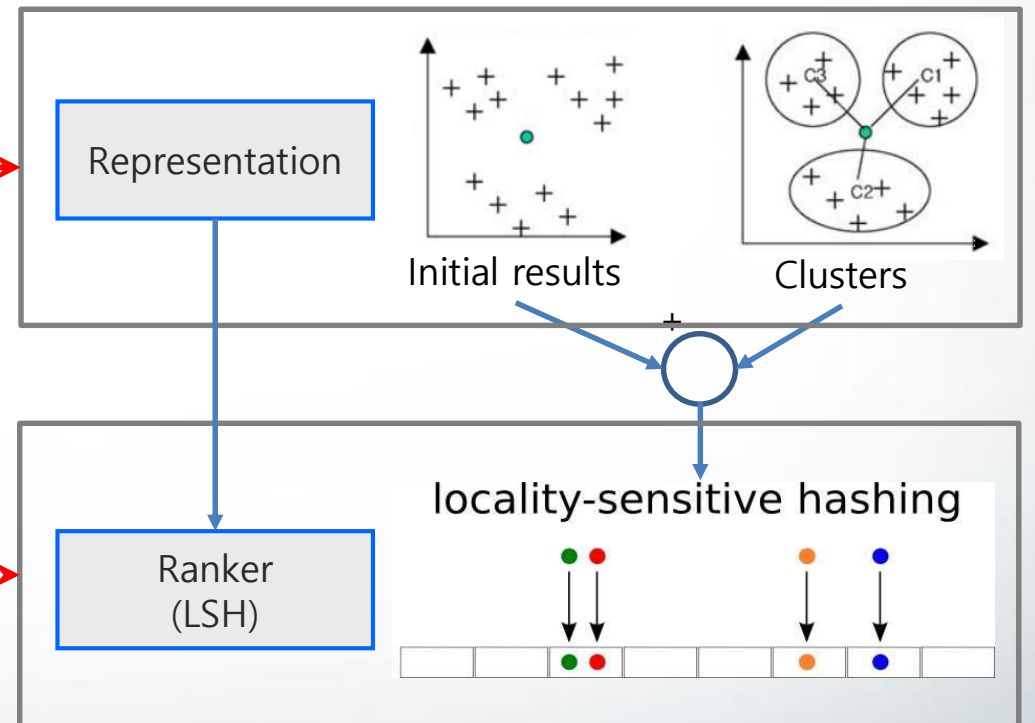 Representation
C3
C1
C2
Initial results
Clusters
+
locality-sensitive hashing
Ranker
(LSH)